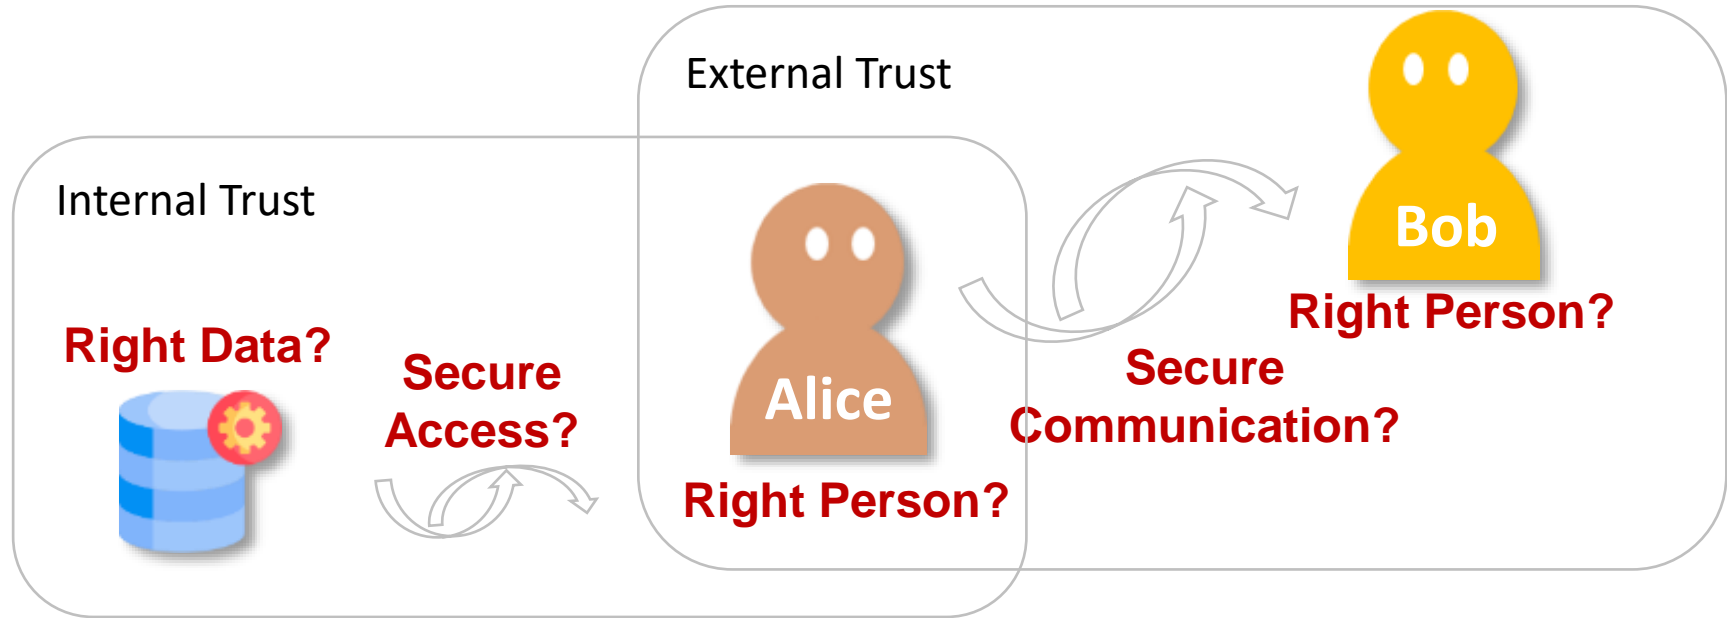 External Trust
Internal Trust
Bob
Right Person?
Right Data?
Secure
Access?
Alice
Secure
Communication?
Right Person?